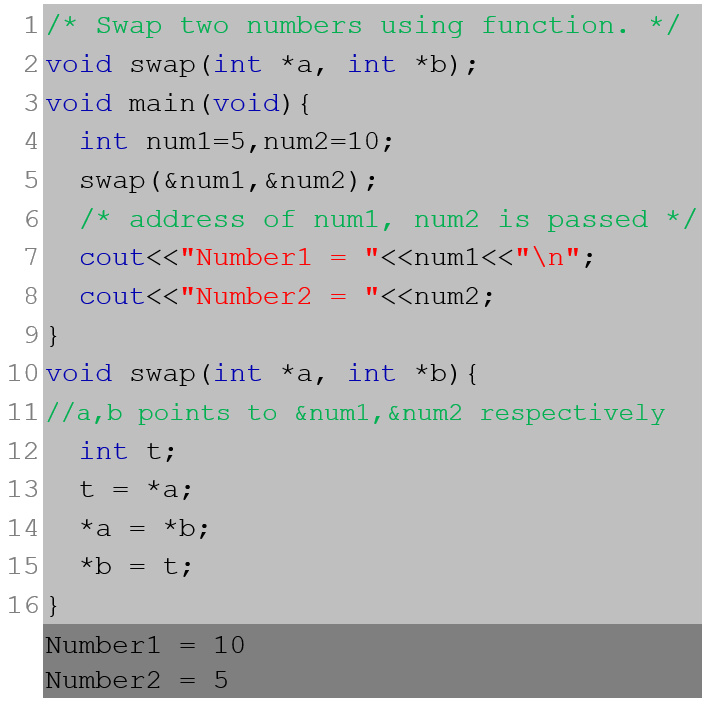 1 /* Swap two numbers using function. */
2 void swap(int *a, int *b);
3 void main(void){
4   int num1=5,num2=10;
5   swap(&num1,&num2);
6   /* address of num1, num2 is passed */
7   cout<<"Number1 = "<<num1<<"\n";
8   cout<<"Number2 = "<<num2;
9 }
10 void swap(int *a, int *b){
11 //a,b points to &num1,&num2 respectively
12   int t;
13   t = *a;
14   *a = *b;
15   *b = t;
16 }
Number1 = 10
Number2 = 5